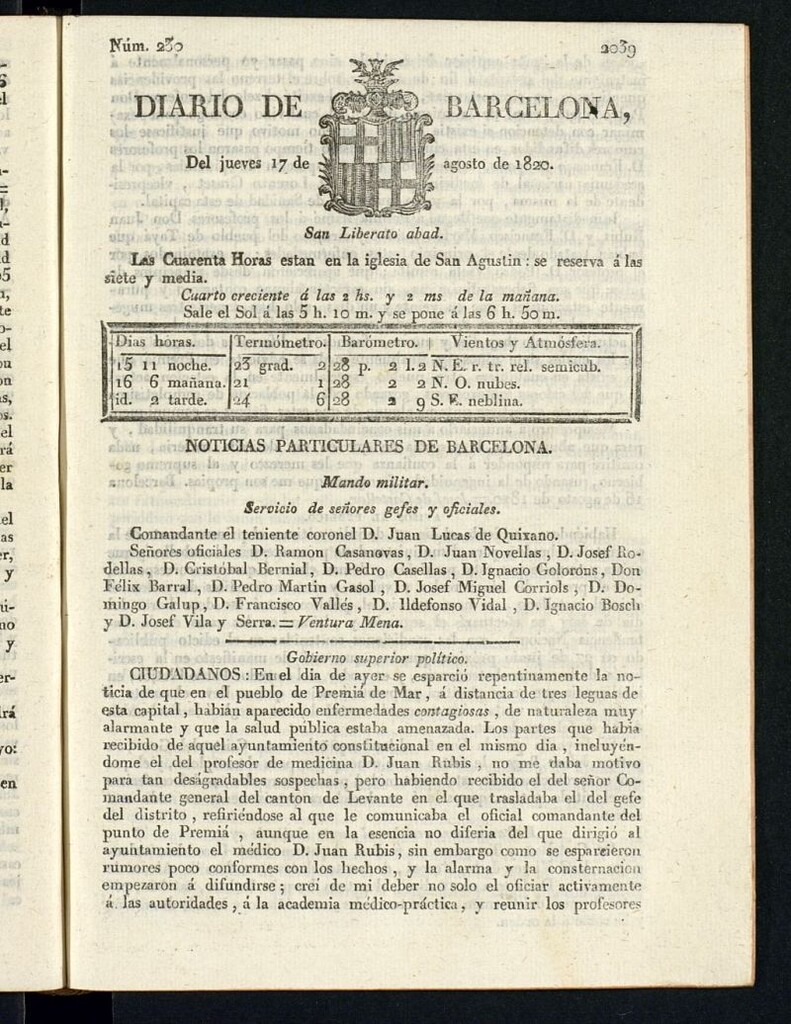 Núm. 230 2039
DIARIO DE BARCELONA,
Del jueves 17 de agosto de 1820.
San Liberato abad.
Las Cuarenta Horas estan en la iglesia de San Agustin : se reserva á las
siete y media.
Cuarto creciente á las 2 hs. y 2 ms de la mañana.
Sale el Sol á las 5 h. 10 m. y se pone á las 6 h. 50 m.
Dias horas. Termómetro. Barómetro. Vientos y Atmósfera.
15 11 noche. 23 grad. 2 28 p. 2 l. 2 N. E. r. tr. rel. semicub.
16 6 mañana. 21 1 28 2 2 N. O. nubes.
id. 2 tarde. 24 6 28 2 9 S. E. neblina.
NOTICIAS PARTICULARES DE BARCELONA.
Mando militar.
Servicio de señores gefes y oficiales.
Comandante el teniente coronel D. Juan Lucas de Quixano.
Señores oficiales D. Ramon Casanovas, D. Juan Novellas, D. Josef Ro-
dellas, D. Cristóbal Bernial, D. Pedro Casellas, D. Ignacio Goloróns, Don
Félix Barral, D. Pedro Martin Gasol, D. Josef Miguel Corriols, D. Do-
mingo Galup, D. Francisco Vallés, D. Ildefonso Vidal, D. Ignacio Bosch
y D. Josef Vila y Serra. = Ventura Mena.
Gobierno superior político.
CIUDADANOS : En el dia de ayer se esparció repentinamente la no-
ticia de que en el pueblo de Premiá de Mar, á distancia de tres leguas de
esta capital, habián aparecido enfermedades contagiosas, de naturaleza muy
alarmante y que la salud pública estaba amenazada. Los partes que habia
recibido de aquel ayuntamiento constitucional en el mismo dia, incluyén-
dome el del profesor de medicina D. Juan Rubis, no me daba motivo
para tan desagradables sospechas, pero habiendo recibido el del señor Co-
mandante general del canton de Levante en el que trasladaba el del gefe
del distrito, refiriéndose al que le comunicaba el oficial comandante del
punto de Premiá, aunque en la esencia no diferia del que dirigió al
ayuntamiento el médico D. Juan Rubis, sin embargo como se esparcieron
rumores poco conformes con los hechos, y la alarma y la consternacion
empezaron á difundirse ; creí de mi deber no solo el oficiar activamente
á las autoridades, á la academia médico-práctica, y reunir los profesores